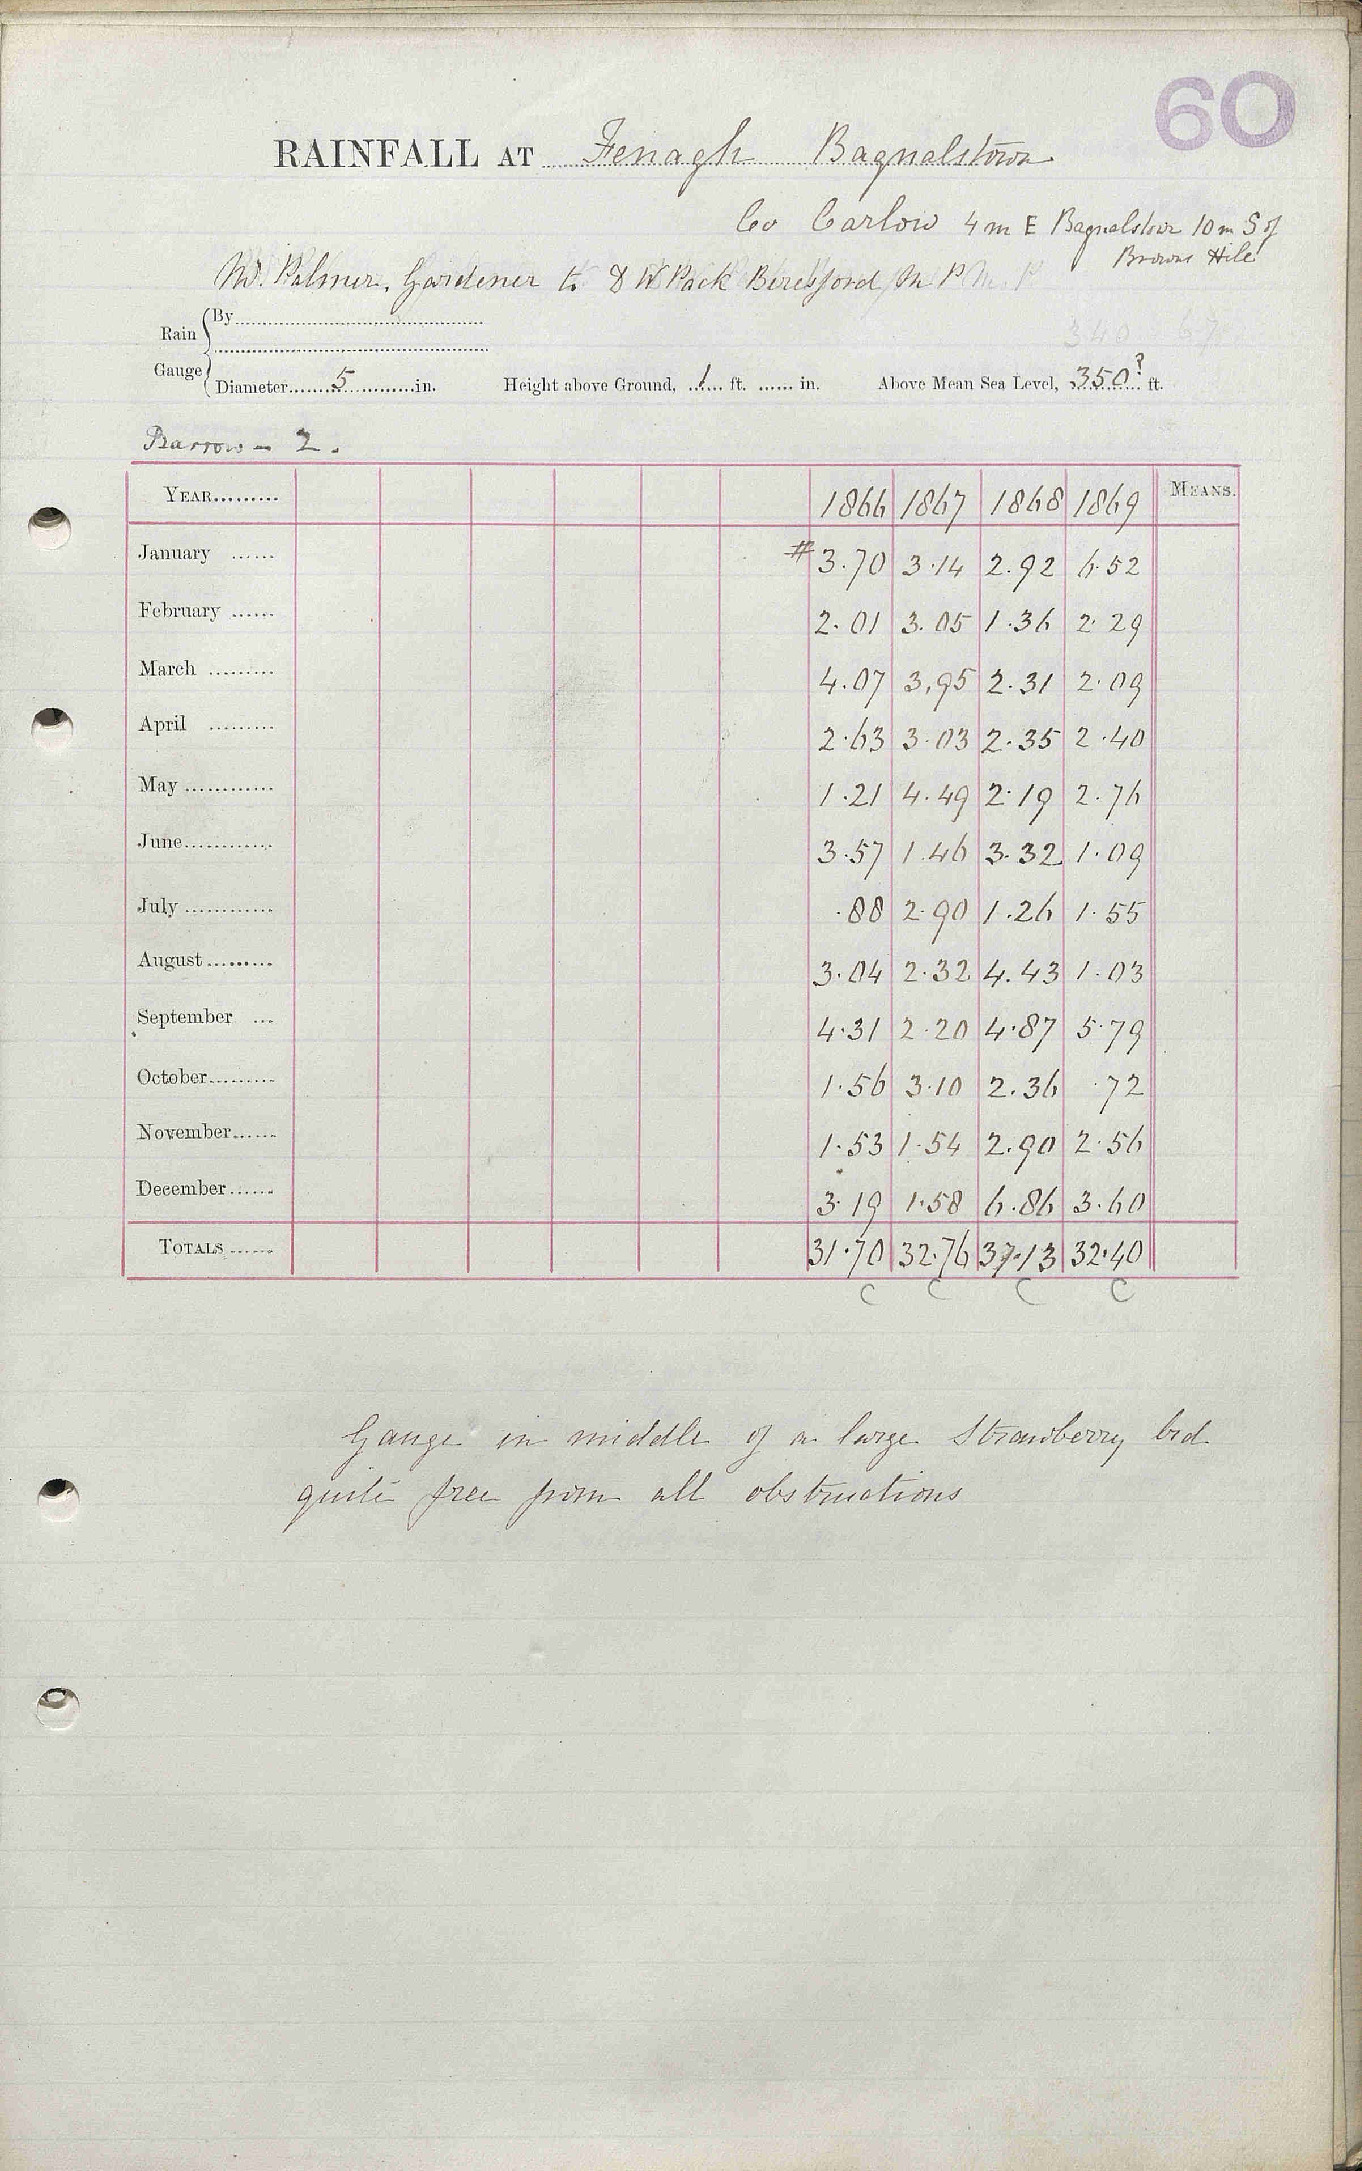 60
RAINFALL AT Fenagh Bagnalstown
Co Carlow 4 m E Bagnalstown 10 m S of
Browns Hill
W. Palmer, Gardener to D W Pack Beresford M P
340
Rain Gauge
By
Diameter 5 in. Height above Ground, 1 ft. in. Above Mean Sea Level, 350? ft.
Barrow - 2.
YEAR 1866 1867 1868 1869 MEANS.
January # 3.70 3.14 2.92 6.52
February 2.01 3.05 1.36 2.29
March 4.07 3.95 2.31 2.09
April 2.63 3.03 2.35 2.40
May 1.21 4.49 2.19 2.76
June 3.57 1.46 3.32 1.09
July .88 2.90 1.26 1.55
August 3.04 2.32 4.43 1.03
September 4.31 2.20 4.87 5.79
October 1.56 3.10 2.36 .72
November 1.53 1.54 2.90 2.56
December 3.19 1.58 6.86 3.60
TOTALS 31.70 32.76 37.13 32.40
C C C C
Gauge in middle of a large Strawberry bed
quite free from all obstructions